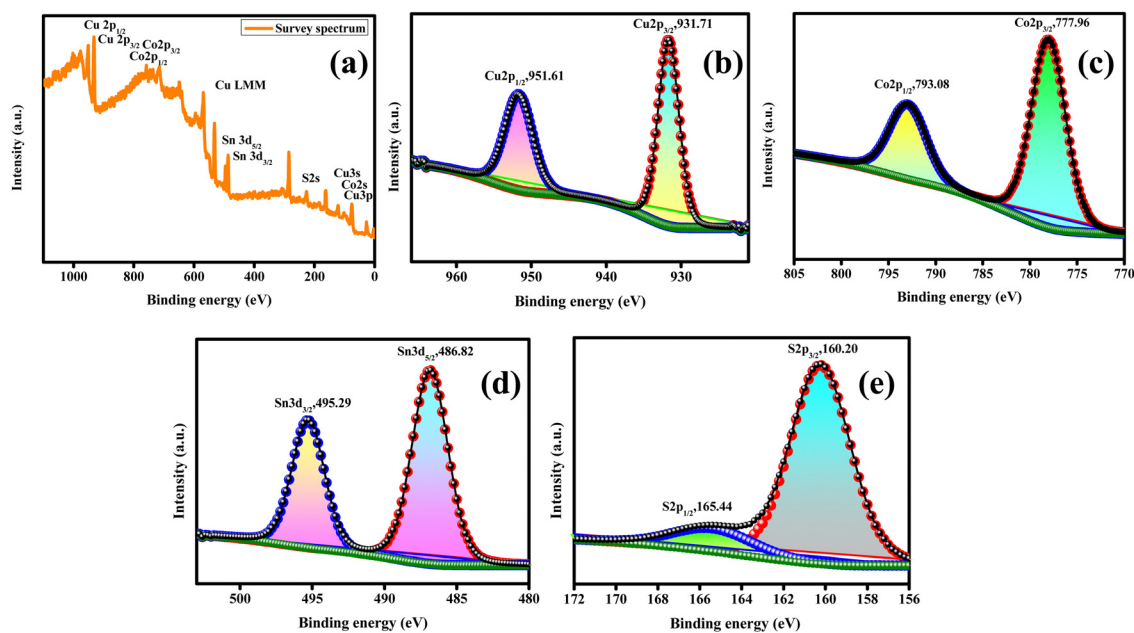 Cu 2p1/2
Cu 2p3/2 Co2p3/2
Co2p1/2
Survey spectrum
(a)
Cu LMM
Sn 3d5/2
Sn 3d3/2
S2s
Cu3s
Co2s
Cu3p
Intensity (a.u.)
1000 800 600 400 200 0
Binding energy (eV)
Cu2p3/2,931.71
(b)
Cu2p1/2,951.61
Intensity (a.u.)
960 950 940 930
Binding energy (eV)
Co2p3/2,777.96
(c)
Co2p1/2,793.08
Intensity (a.u.)
805 800 795 790 785 780 775 770
Binding energy (eV)
Sn3d5/2,486.82
(d)
Sn3d3/2,495.29
Intensity (a.u.)
500 495 490 485 480
Binding energy (eV)
S2p3/2,160.20
(e)
S2p1/2,165.44
Intensity (a.u.)
172 170 168 166 164 162 160 158 156
Binding energy (eV)